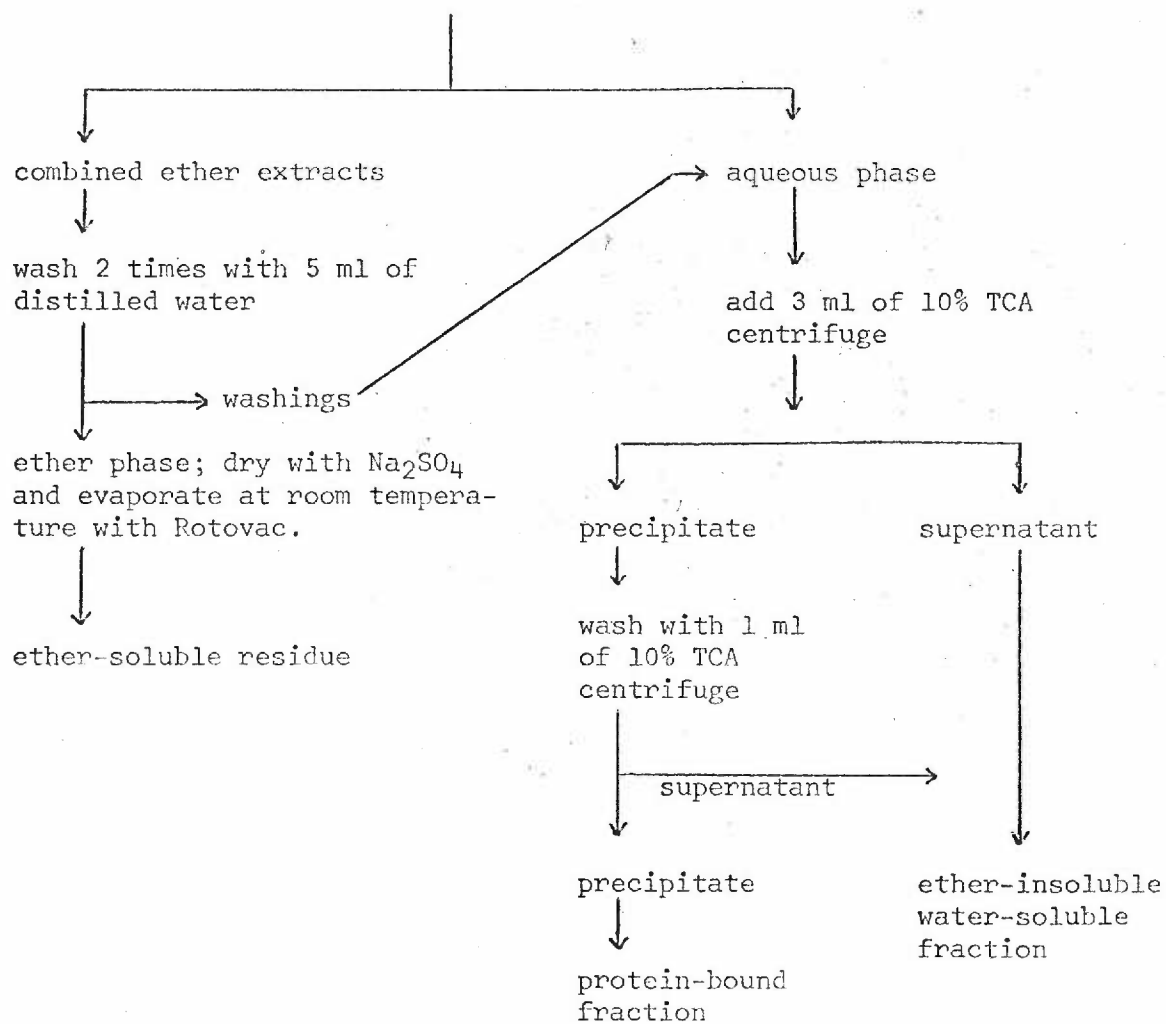 combined ether extracts
wash 2 times with 5 ml of
distilled water
washings
ether phase; dry with Na₂SO₄
and evaporate at room tempera-
ture with Rotovac.
ether-soluble residue
aqueous phase
add 3 ml of 10% TCA
centrifuge
precipitate
wash with 1 ml
of 10% TCA
centrifuge
supernatant
precipitate
protein-bound
fraction
supernatant
ether-insoluble
water-soluble
fraction